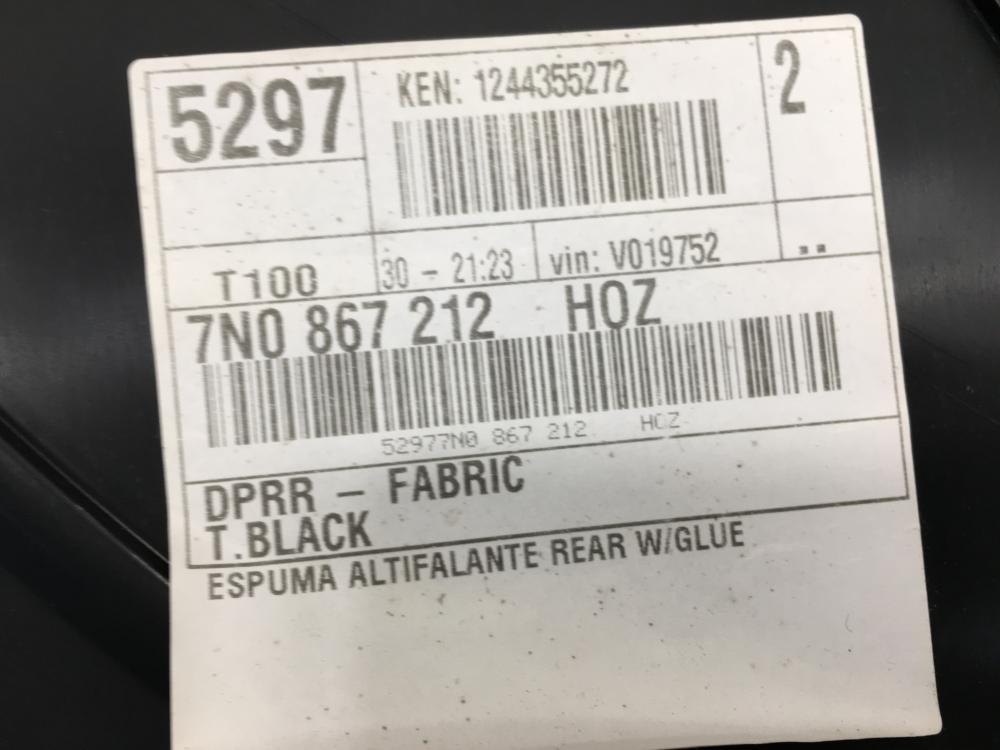 5297
KEN: 1244355272
2
T100
30 - 21:23
vin: V019752
..
7N0 867 212 HOZ
52977N0 867 212 HOZ
DPRR - FABRIC
T.BLACK
ESPUMA ALTIFALANTE REAR W/GLUE